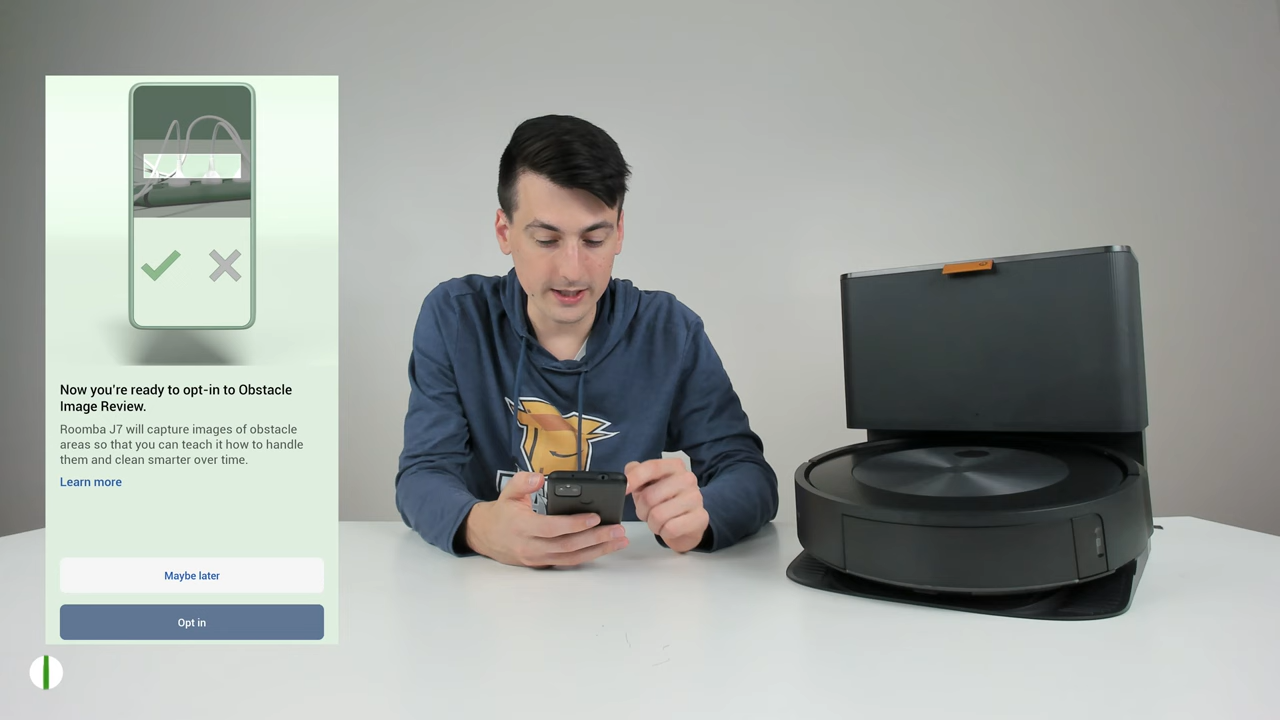 Now you're ready to opt-in to Obstacle
Image Review.
Roomba J7 will capture images of obstacle
areas so that you can teach it how to handle
them and clean smarter over time.
Learn more
Maybe later
Opt in